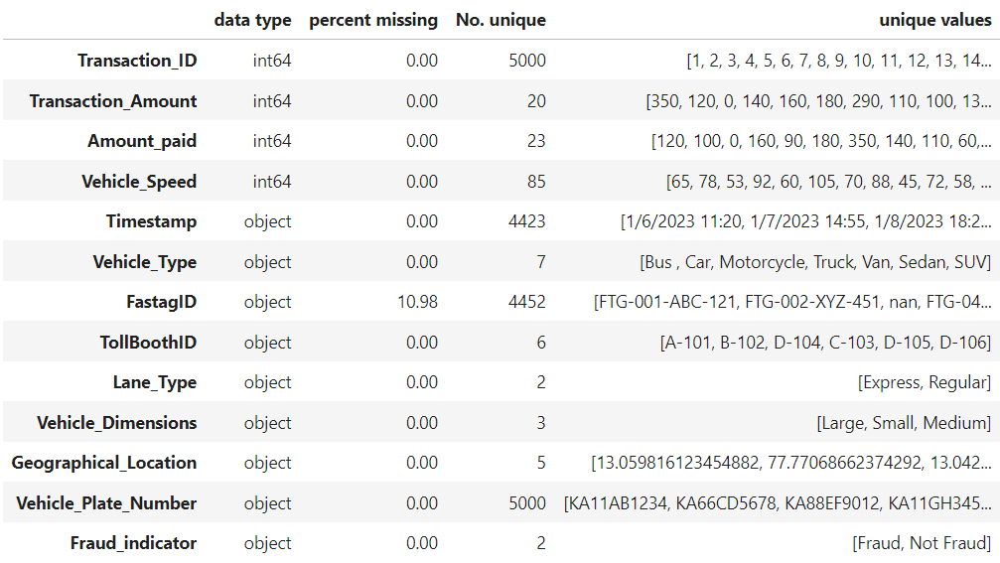 data type percent missing No. unique unique values
Transaction_ID int64 0.00 5000 [1, 2, 3, 4, 5, 6, 7, 8, 9, 10, 11, 12, 13, 14...
Transaction_Amount int64 0.00 20 [350, 120, 0, 140, 160, 180, 290, 110, 100, 13...
Amount_paid int64 0.00 23 [120, 100, 0, 160, 90, 180, 350, 140, 110, 60,...
Vehicle_Speed int64 0.00 85 [65, 78, 53, 92, 60, 105, 70, 88, 45, 72, 58, ...
Timestamp object 0.00 4423 [1/6/2023 11:20, 1/7/2023 14:55, 1/8/2023 18:2...
Vehicle_Type object 0.00 7 [Bus , Car, Motorcycle, Truck, Van, Sedan, SUV]
FastagID object 10.98 4452 [FTG-001-ABC-121, FTG-002-XYZ-451, nan, FTG-04...
TollBoothID object 0.00 6 [A-101, B-102, D-104, C-103, D-105, D-106]
Lane_Type object 0.00 2 [Express, Regular]
Vehicle_Dimensions object 0.00 3 [Large, Small, Medium]
Geographical_Location object 0.00 5 [13.059816123454882, 77.77068662374292, 13.042...
Vehicle_Plate_Number object 0.00 5000 [KA11AB1234, KA66CD5678, KA88EF9012, KA11GH345...
Fraud_indicator object 0.00 2 [Fraud, Not Fraud]